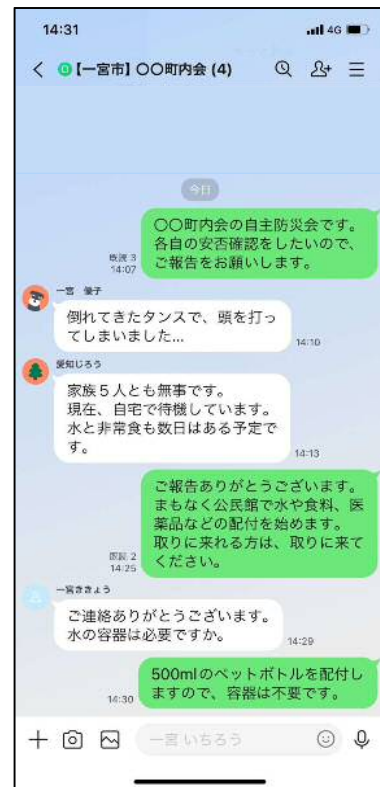 14:31
4G
【一宮市】〇〇町内会 (4)
今日
〇〇町内会の自主防災会です。
各自の安否確認をしたいので、
ご報告をお願いします。
既読 3
14:07
一宮 優子
倒れてきたタンスで、頭を打っ
てしまいました...
14:10
愛知じろう
家族5人とも無事です。
現在、自宅で待機しています。
水と非常食も数日はある予定で
す。
14:13
ご報告ありがとうございます。
まもなく公民館で水や食料、医
薬品などの配付を始めます。
取りに来れる方は、取りに来て
ください。
既読 2
14:25
一宮ききょう
ご連絡ありがとうございます。
水の容器は必要ですか。
14:29
500mlのペットボトルを配付し
ますので、容器は不要です。
14:30
一宮 いちろう